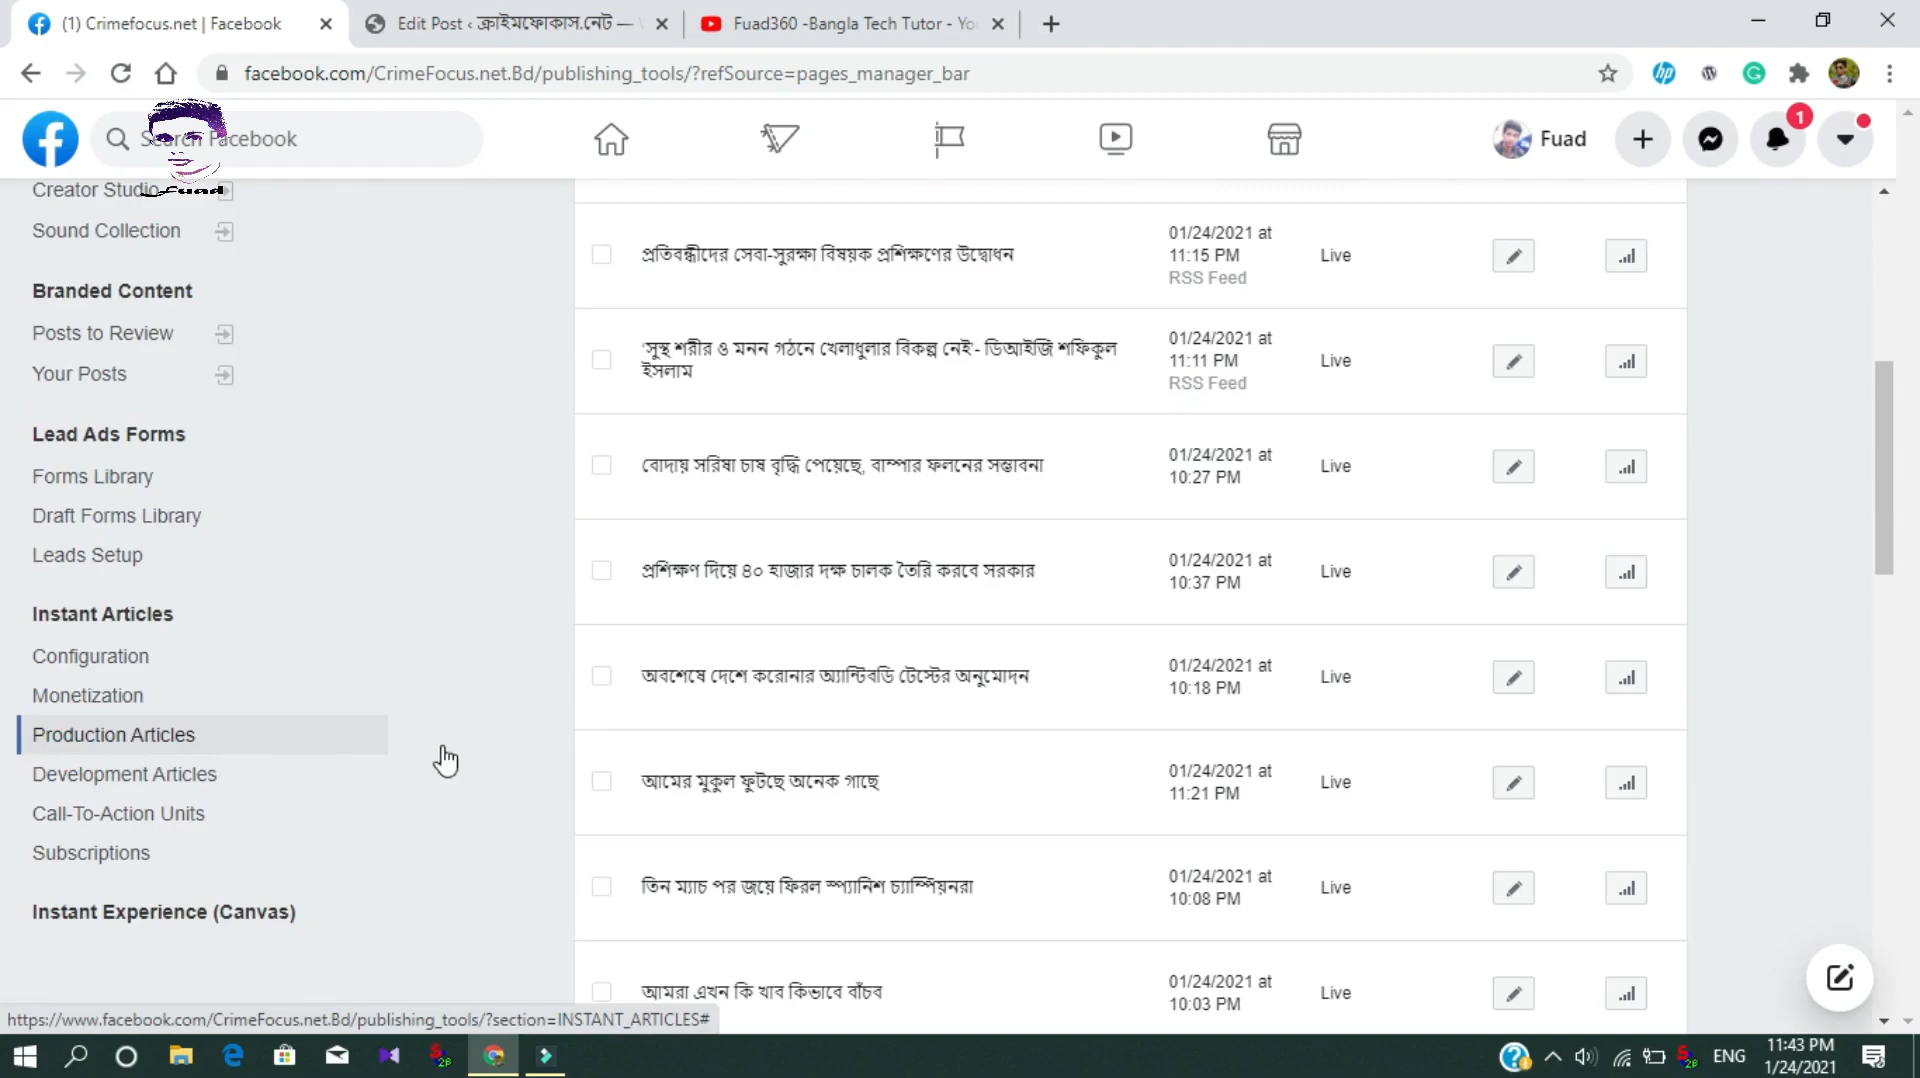 (1) Crimefocus.net | Facebook
Edit Post ‹ ক্রাইমফোকাস.নেট —
Fuad360 -Bangla Tech Tutor - Yo
facebook.com/CrimeFocus.net.Bd/publishing_tools/?refSource=pages_manager_bar
Search Facebook
Fuad
1
Fuad
Creator Studio
Sound Collection
Branded Content
Posts to Review
Your Posts
Lead Ads Forms
Forms Library
Draft Forms Library
Leads Setup
Instant Articles
Configuration
Monetization
Production Articles
Development Articles
Call-To-Action Units
Subscriptions
Instant Experience (Canvas)
প্রতিবন্ধীদের সেবা-সুরক্ষা বিষয়ক প্রশিক্ষণের উদ্বোধন
01/24/2021 at
11:15 PM
RSS Feed
Live
'সুস্থ শরীর ও মনন গঠনে খেলাধুলার বিকল্প নেই'- ডিআইজি শফিকুল
ইসলাম
01/24/2021 at
11:11 PM
RSS Feed
Live
বোদায় সরিষা চাষ বৃদ্ধি পেয়েছে, বাম্পার ফলনের সম্ভাবনা
01/24/2021 at
10:27 PM
Live
প্রশিক্ষণ দিয়ে ৪০ হাজার দক্ষ চালক তৈরি করবে সরকার
01/24/2021 at
10:37 PM
Live
অবশেষে দেশে করোনার অ্যান্টিবডি টেস্টের অনুমোদন
01/24/2021 at
10:18 PM
Live
আমের মুকুল ফুটছে অনেক গাছে
01/24/2021 at
11:21 PM
Live
তিন ম্যাচ পর জয়ে ফিরল স্প্যানিশ চ্যাম্পিয়নরা
01/24/2021 at
10:08 PM
Live
আমরা এখন কি খাব কিভাবে বাঁচব
01/24/2021 at
10:03 PM
Live
https://www.facebook.com/CrimeFocus.net.Bd/publishing_tools/?section=INSTANT_ARTICLES#
ENG
11:43 PM
1/24/2021